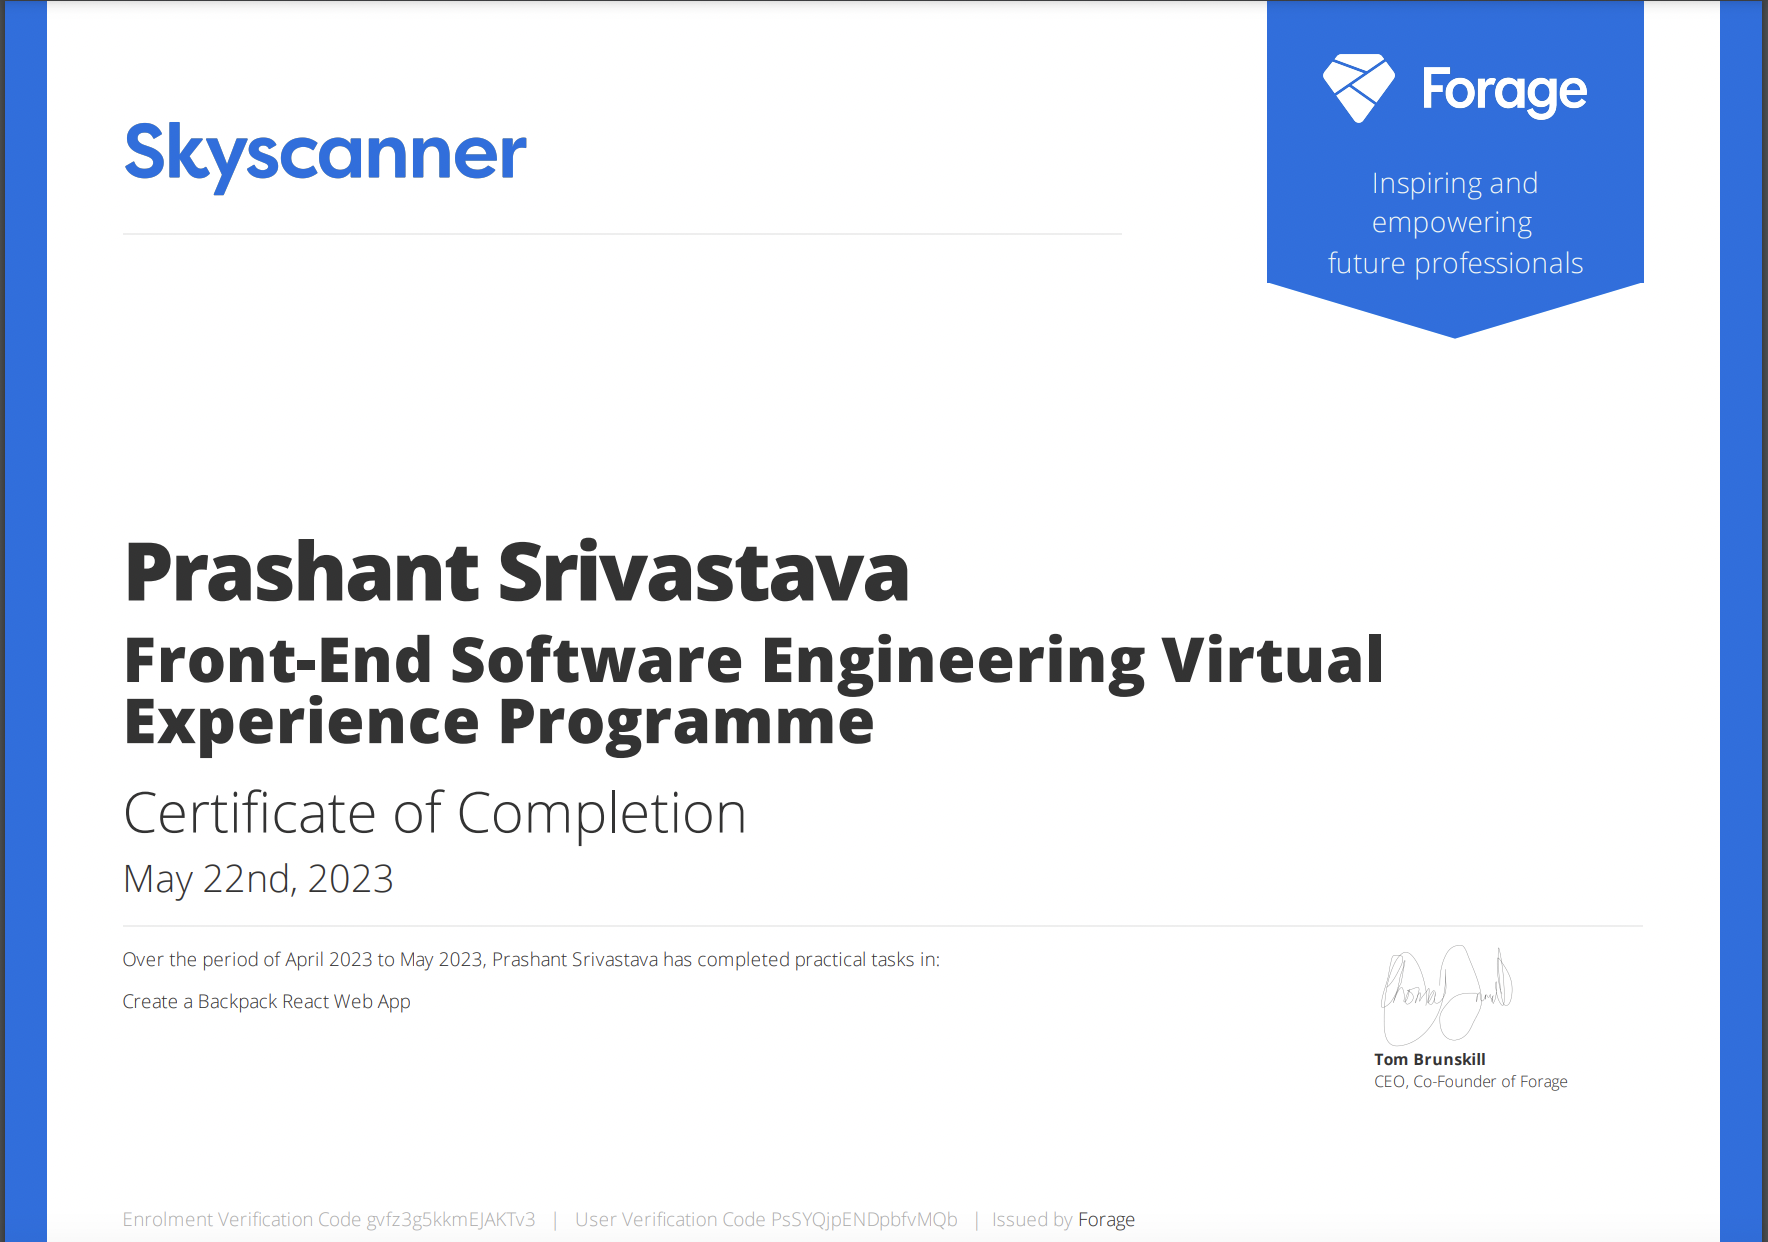 Skyscanner
Forage
Inspiring and
empowering
future professionals
Prashant Srivastava
Front-End Software Engineering Virtual
Experience Programme
Certificate of Completion
May 22nd, 2023
Over the period of April 2023 to May 2023, Prashant Srivastava has completed practical tasks in:
Create a Backpack React Web App
Tom Brunskill
CEO, Co-Founder of Forage
Enrolment Verification Code gvfz3g5kkmEJAKTv3 | User Verification Code PsSYQjpENDpbfvMQb | Issued by Forage